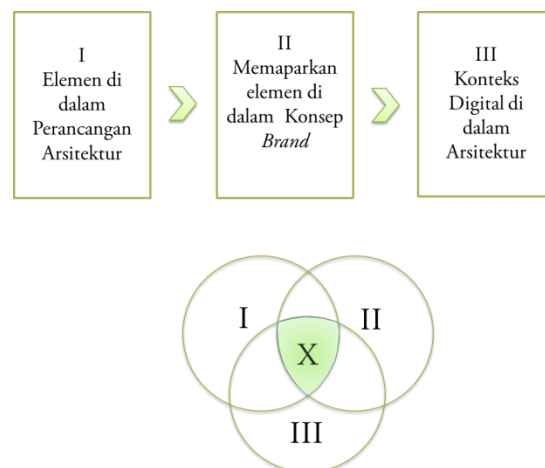 I
Elemen di
dalam
Perancangan
Arsitektur
II
Memaparkan
elemen di
dalam Konsep
Brand
III
Konteks
Digital di
dalam
Arsitektur
I
II
X
III